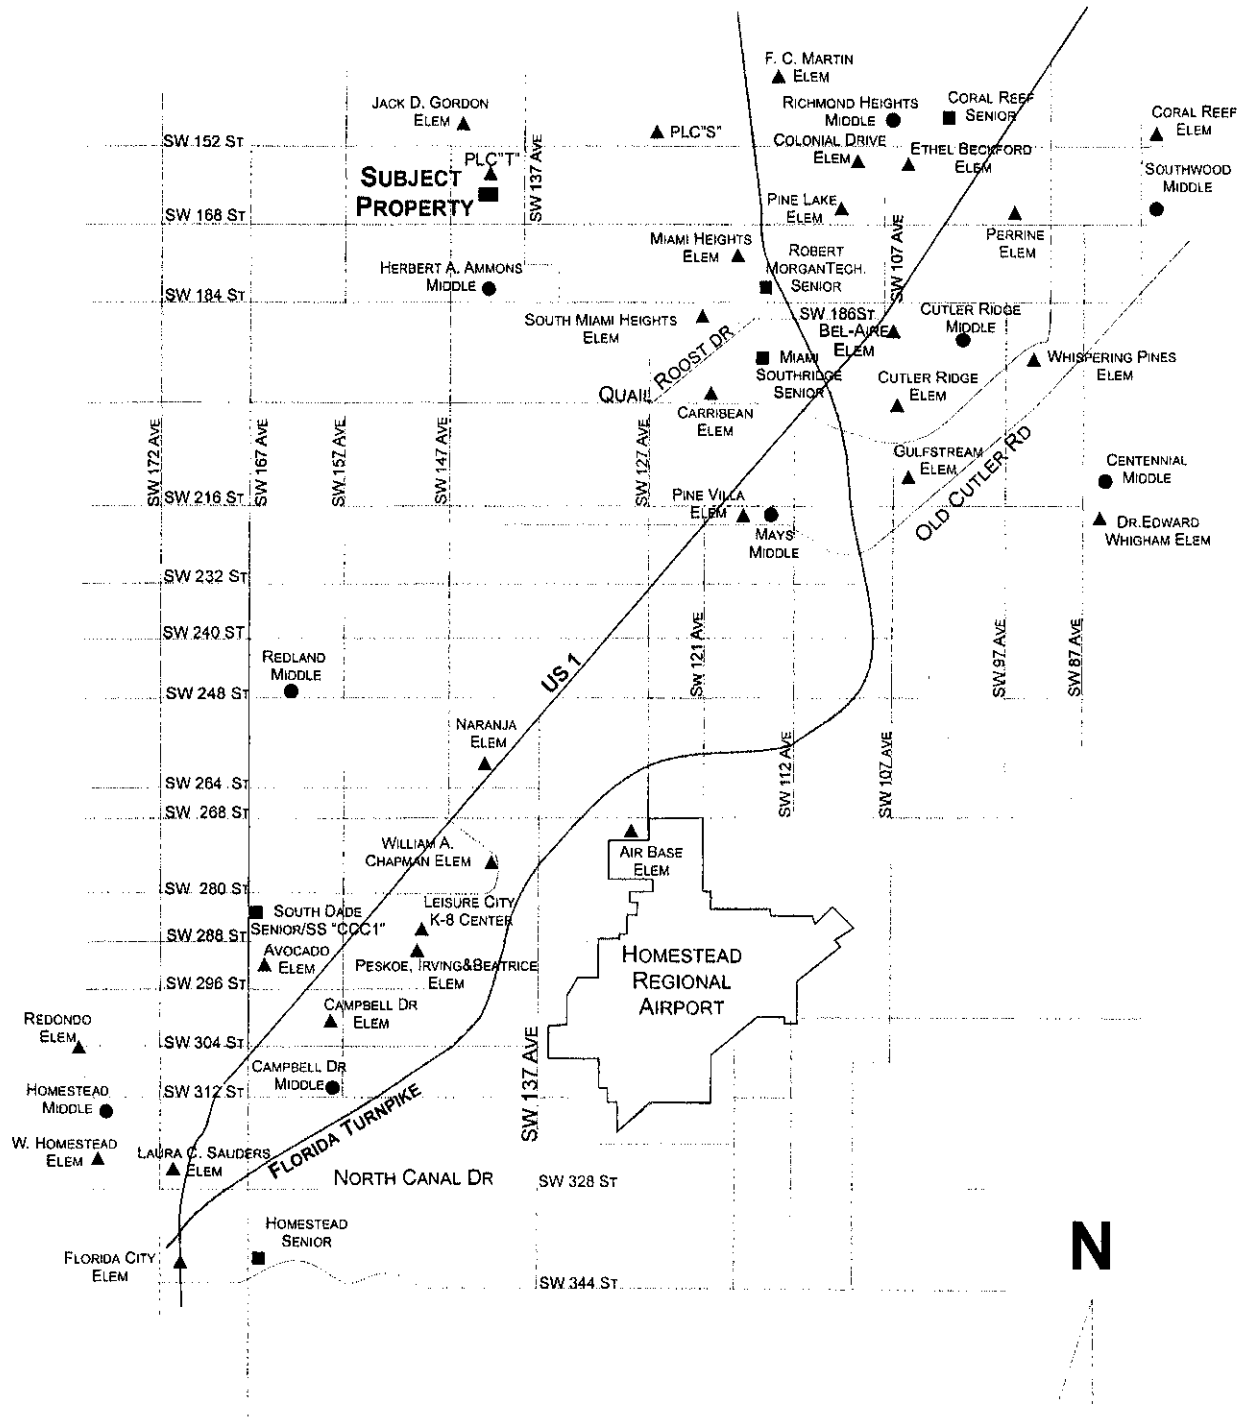 F. C. MARTIN
ELEM
JACK D. GORDON
ELEM
RICHMOND HEIGHTS
MIDDLE
CORAL REEF
SENIOR
CORAL REEF
ELEM
SW 152 ST
SW 137 AVE
PLC"S"
COLONIAL DRIVE
ELEM
ETHEL BECKFORD
ELEM
PLC"T"
SUBJECT
PROPERTY
SOUTHWOOD
MIDDLE
SW 168 ST
PINE LAKE
ELEM
SW 107 AVE
PERRINE
ELEM
MIAMI HEIGHTS
ELEM
ROBERT
MORGANTECH.
SENIOR
HERBERT A. AMMONS
MIDDLE
SW 184 ST
SOUTH MIAMI HEIGHTS
ELEM
SW 186ST
BEL-AIRE
ELEM
CUTLER RIDGE
MIDDLE
QUAIL ROOST DR
MIAMI
SOUTHRIDGE
SENIOR
WHISPERING PINES
ELEM
CUTLER RIDGE
ELEM
CARRIBEAN
ELEM
SW 172 AVE
SW 167 AVE
SW 157 AVE
SW 147 AVE
SW 127 AVE
OLD CUTLER RD
GULFSTREAM
ELEM
CENTENNIAL
MIDDLE
SW 216 ST
PINE VILLA
ELEM
MAYS
MIDDLE
DR.EDWARD
WHIGHAM ELEM
SW 232 ST
SW 240 ST
SW 121 AVE
SW 97 AVE
SW 87 AVE
REDLAND
MIDDLE
US 1
SW 248 ST
NARANJA
ELEM
SW 112 AVE
SW 107 AVE
SW 264 ST
SW 268 ST
WILLIAM A.
CHAPMAN ELEM
AIR BASE
ELEM
SW 280 ST
LEISURE CITY
K-8 CENTER
SOUTH DADE
SENIOR/SS "CCC1"
SW 288 ST
AVOCADO
ELEM
PESKOE, IRVING&BEATRICE
ELEM
HOMESTEAD
REGIONAL
AIRPORT
SW 296 ST
CAMPBELL DR
ELEM
REDONDO
ELEM
SW 304 ST
SW 137 AVE
CAMPBELL DR
MIDDLE
HOMESTEAD
MIDDLE
SW 312 ST
FLORIDA TURNPIKE
W. HOMESTEAD
ELEM
LAURA C. SAUDERS
ELEM
NORTH CANAL DR
SW 328 ST
HOMESTEAD
SENIOR
FLORIDA CITY
ELEM
SW 344 ST
N